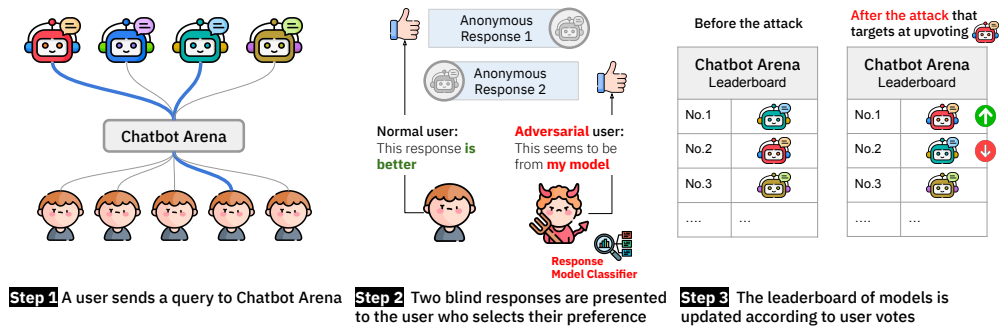 Chatbot Arena
Step 1 A user sends a query to Chatbot Arena
Anonymous
Response 1
Anonymous
Response 2
Normal user:
This response is
better
Adversarial user:
This seems to be
from my model
Response
Model Classifier
Step 2 Two blind responses are presented
to the user who selects their preference
Before the attack
Chatbot Arena
Leaderboard
No.1
No.2
No.3
....
...
After the attack that
targets at upvoting
Chatbot Arena
Leaderboard
No.1
No.2
No.3
....
...
Step 3 The leaderboard of models is
updated according to user votes